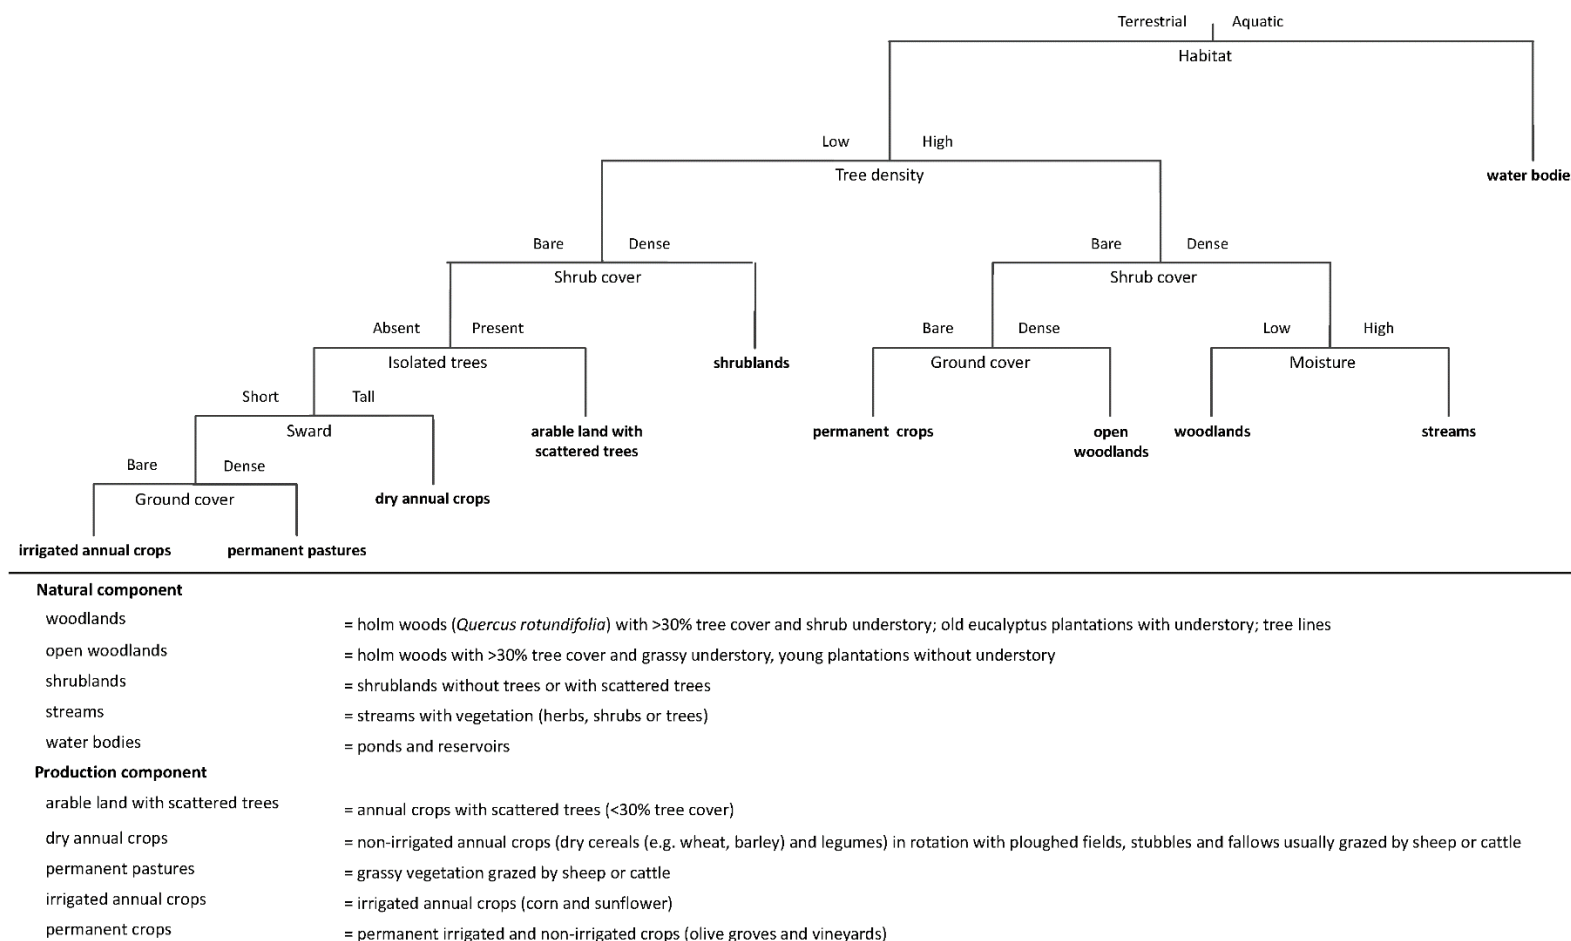 Terrestrial Aquatic
Habitat
Low High
Tree density
water bodie
Bare Dense Bare Dense
Shrub cover Shrub cover
Absent Present Bare Dense Low High
Isolated trees shrublands Ground cover Moisture
Short Tall
Sward arable land with scattered trees permanent crops open woodlands woodlands streams
Bare Dense
Ground cover dry annual crops
irrigated annual crops permanent pastures
Natural component
woodlands = holm woods (Quercus rotundifolia) with >30% tree cover and shrub understory; old eucalyptus plantations with understory; tree lines
open woodlands = holm woods with >30% tree cover and grassy understory, young plantations without understory
shrublands = shrublands without trees or with scattered trees
streams = streams with vegetation (herbs, shrubs or trees)
water bodies = ponds and reservoirs
Production component
arable land with scattered trees = annual crops with scattered trees (<30% tree cover)
dry annual crops = non-irrigated annual crops (dry cereals (e.g. wheat, barley) and legumes) in rotation with ploughed fields, stubbles and fallows usually grazed by sheep or cattle
permanent pastures = grassy vegetation grazed by sheep or cattle
irrigated annual crops = irrigated annual crops (corn and sunflower)
permanent crops = permanent irrigated and non-irrigated crops (olive groves and vineyards)